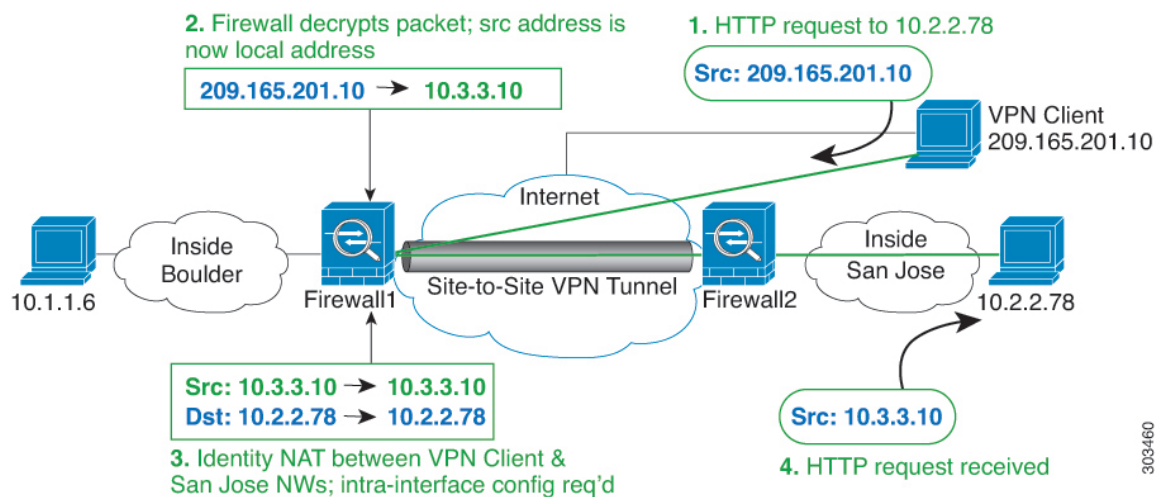 2. Firewall decrypts packet; src address is
now local address
209.165.201.10 → 10.3.3.10
1. HTTP request to 10.2.2.78
Src: 209.165.201.10
VPN Client
209.165.201.10
Internet
Inside
Boulder
10.1.1.6
Firewall1
Site-to-Site VPN Tunnel
Firewall2
Inside
San Jose
10.2.2.78
Src: 10.3.3.10 → 10.3.3.10
Dst: 10.2.2.78 → 10.2.2.78
3. Identity NAT between VPN Client &
San Jose NWs; intra-interface config req'd
Src: 10.3.3.10
4. HTTP request received
303460